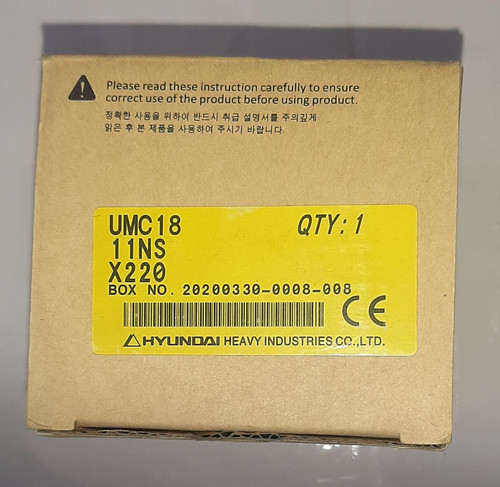 Please read these instruction carefully to ensure
correct use of the product before using product.
정확한 사용을 위하여 반드시 취급 설명서를 주의깊게
읽은 후 본 제품을 사용하여 주시기 바랍니다.
UMC18 QTY: 1
11NS
X220
BOX NO. 20200330-0008-008
CE
HYUNDAI HEAVY INDUSTRIES CO.,LTD.